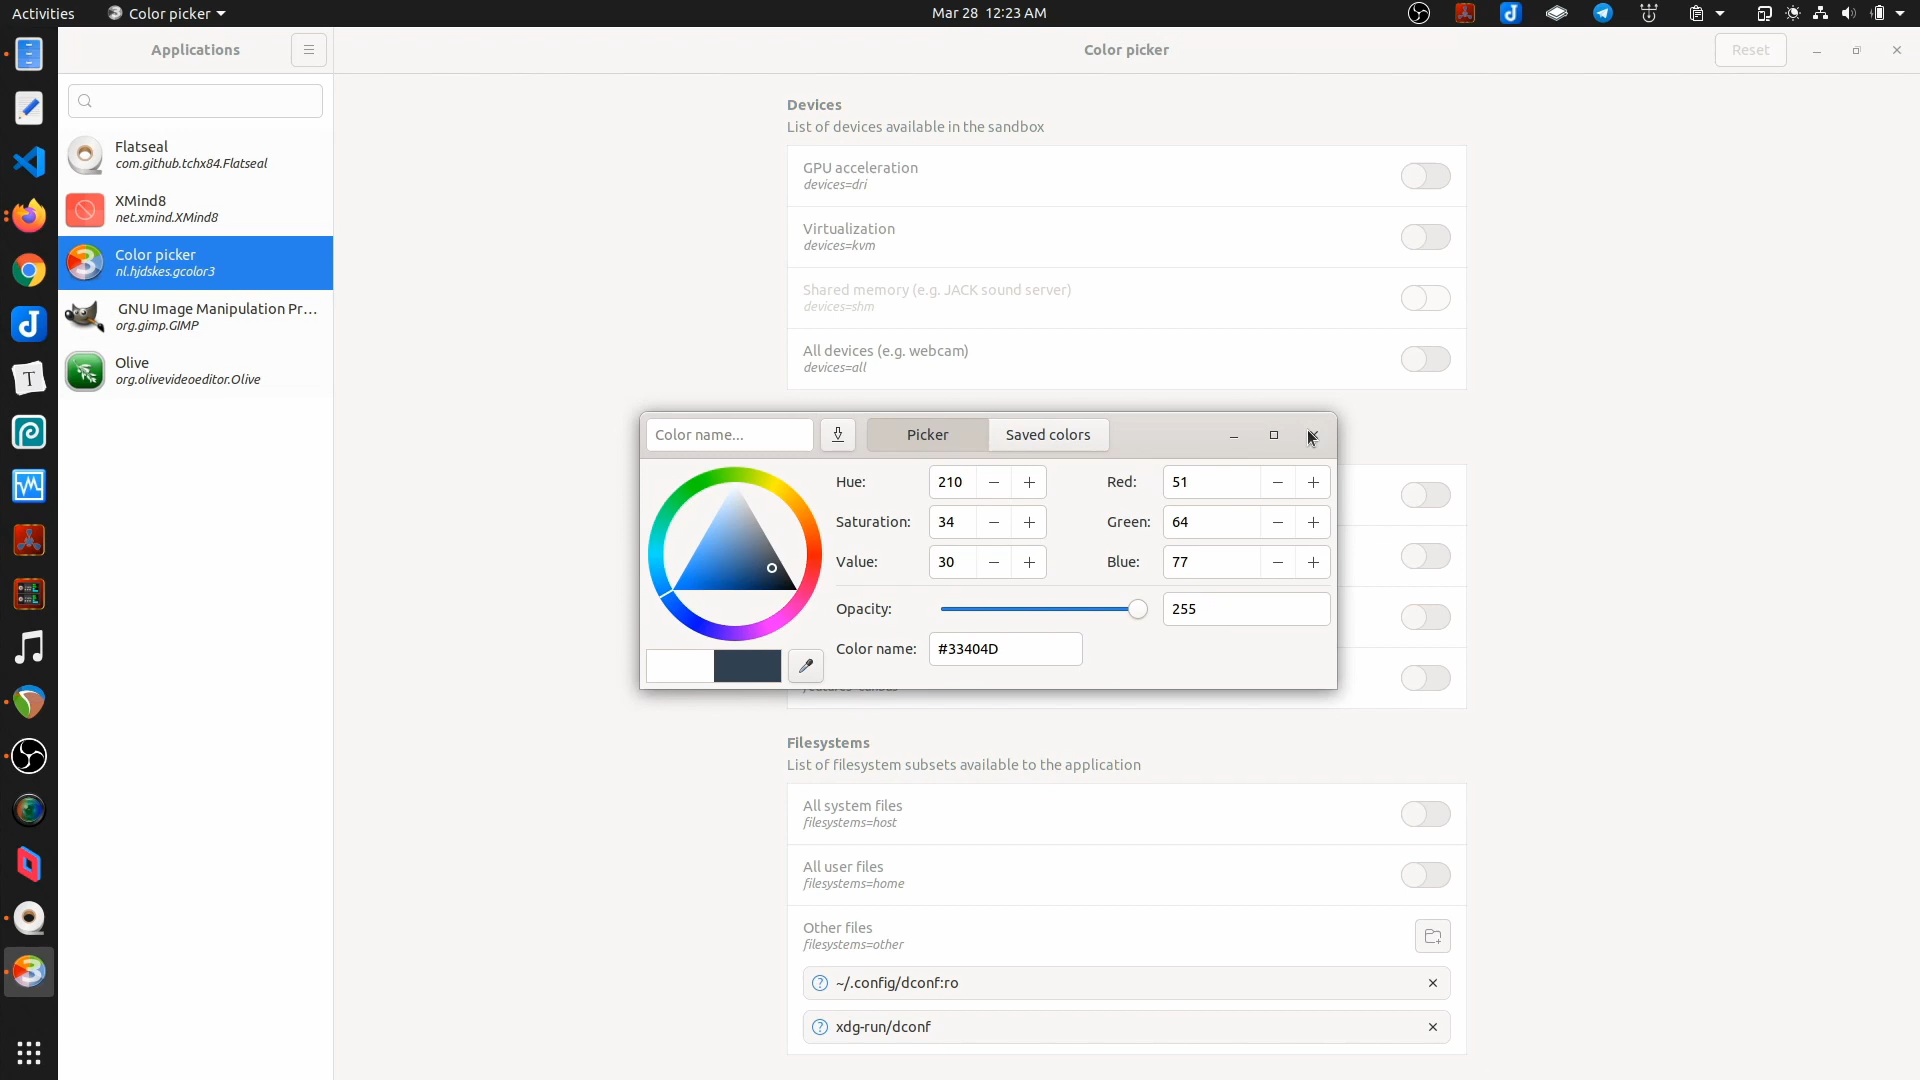 Activities
Color picker
Mar 28 12:23 AM
Applications
Color picker
Reset
Flatseal
com.github.tchx84.Flatseal
XMind8
net.xmind.XMind8
Color picker
nl.hjdskes.gcolor3
GNU Image Manipulation Pr...
org.gimp.GIMP
Olive
org.olivevideoeditor.Olive
Devices
List of devices available in the sandbox
GPU acceleration
devices=dri
Virtualization
devices=kvm
Shared memory (e.g. JACK sound server)
devices=shm
All devices (e.g. webcam)
devices=all
Color name...
Picker
Saved colors
Hue: 210 − +
Red: 51 − +
Saturation: 34 − +
Green: 64 − +
Value: 30 − +
Blue: 77 − +
Opacity: 255
Color name: #33404D
Filesystems
List of filesystem subsets available to the application
All system files
filesystems=host
All user files
filesystems=home
Other files
filesystems=other
~/.config/dconf:ro
xdg-run/dconf